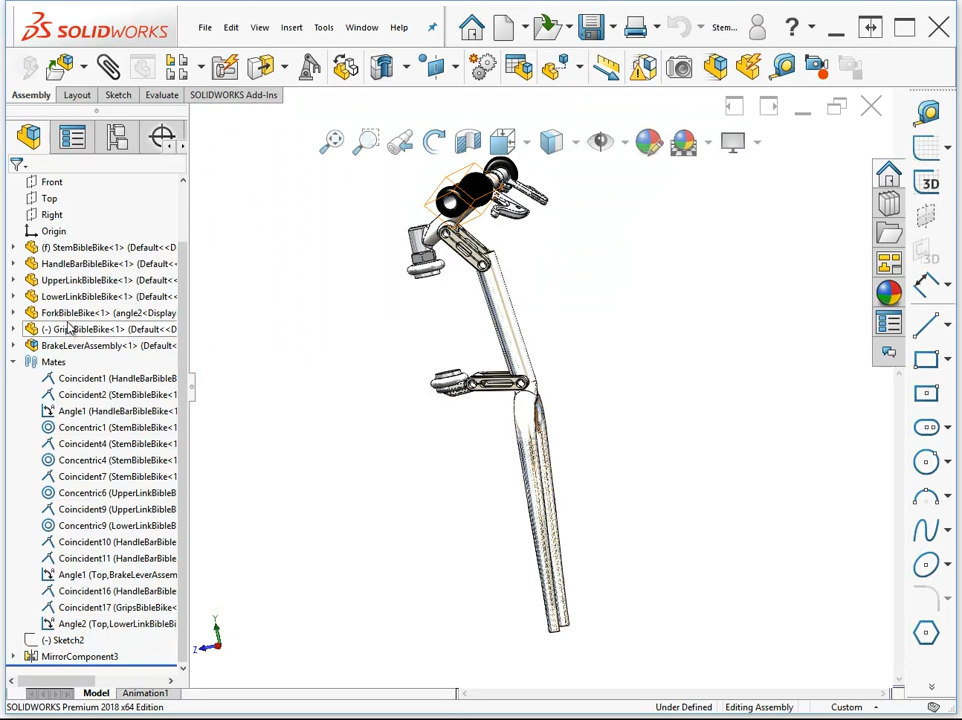 SOLIDWORKS
File Edit View Insert Tools Window Help
Stem...
Assembly Layout Sketch Evaluate SOLIDWORKS Add-Ins
Front
Top
Right
Origin
(f) StemBibleBike<1> (Default<<D
HandleBarBibleBike<1> (Default<<
UpperLinkBibleBike<1> (Default<<
LowerLinkBibleBike<1> (Default<<
ForkBibleBike<1> (angle2<Display
(-) GripsBibleBike<1> (Default<<D
BrakeLeverAssembly<1> (Default<
Mates
Coincident1 (HandleBarBibleB
Coincident2 (StemBibleBike<1
Angle1 (HandleBarBibleBike<1
Concentric1 (StemBibleBike<1
Coincident4 (StemBibleBike<1
Concentric4 (StemBibleBike<1
Coincident7 (StemBibleBike<1
Concentric6 (UpperLinkBibleB
Coincident9 (UpperLinkBibleB
Concentric9 (LowerLinkBibleB
Coincident10 (HandleBarBible
Coincident11 (HandleBarBible
Angle1 (Top,BrakeLeverAssem
Coincident16 (HandleBarBible
Coincident17 (GripsBibleBike<
Angle2 (Top,LowerLinkBibleBi
(-) Sketch2
MirrorComponent3
3D
3D
Y
Z
Model Animation1
SOLIDWORKS Premium 2018 x64 Edition Under Defined Editing Assembly Custom